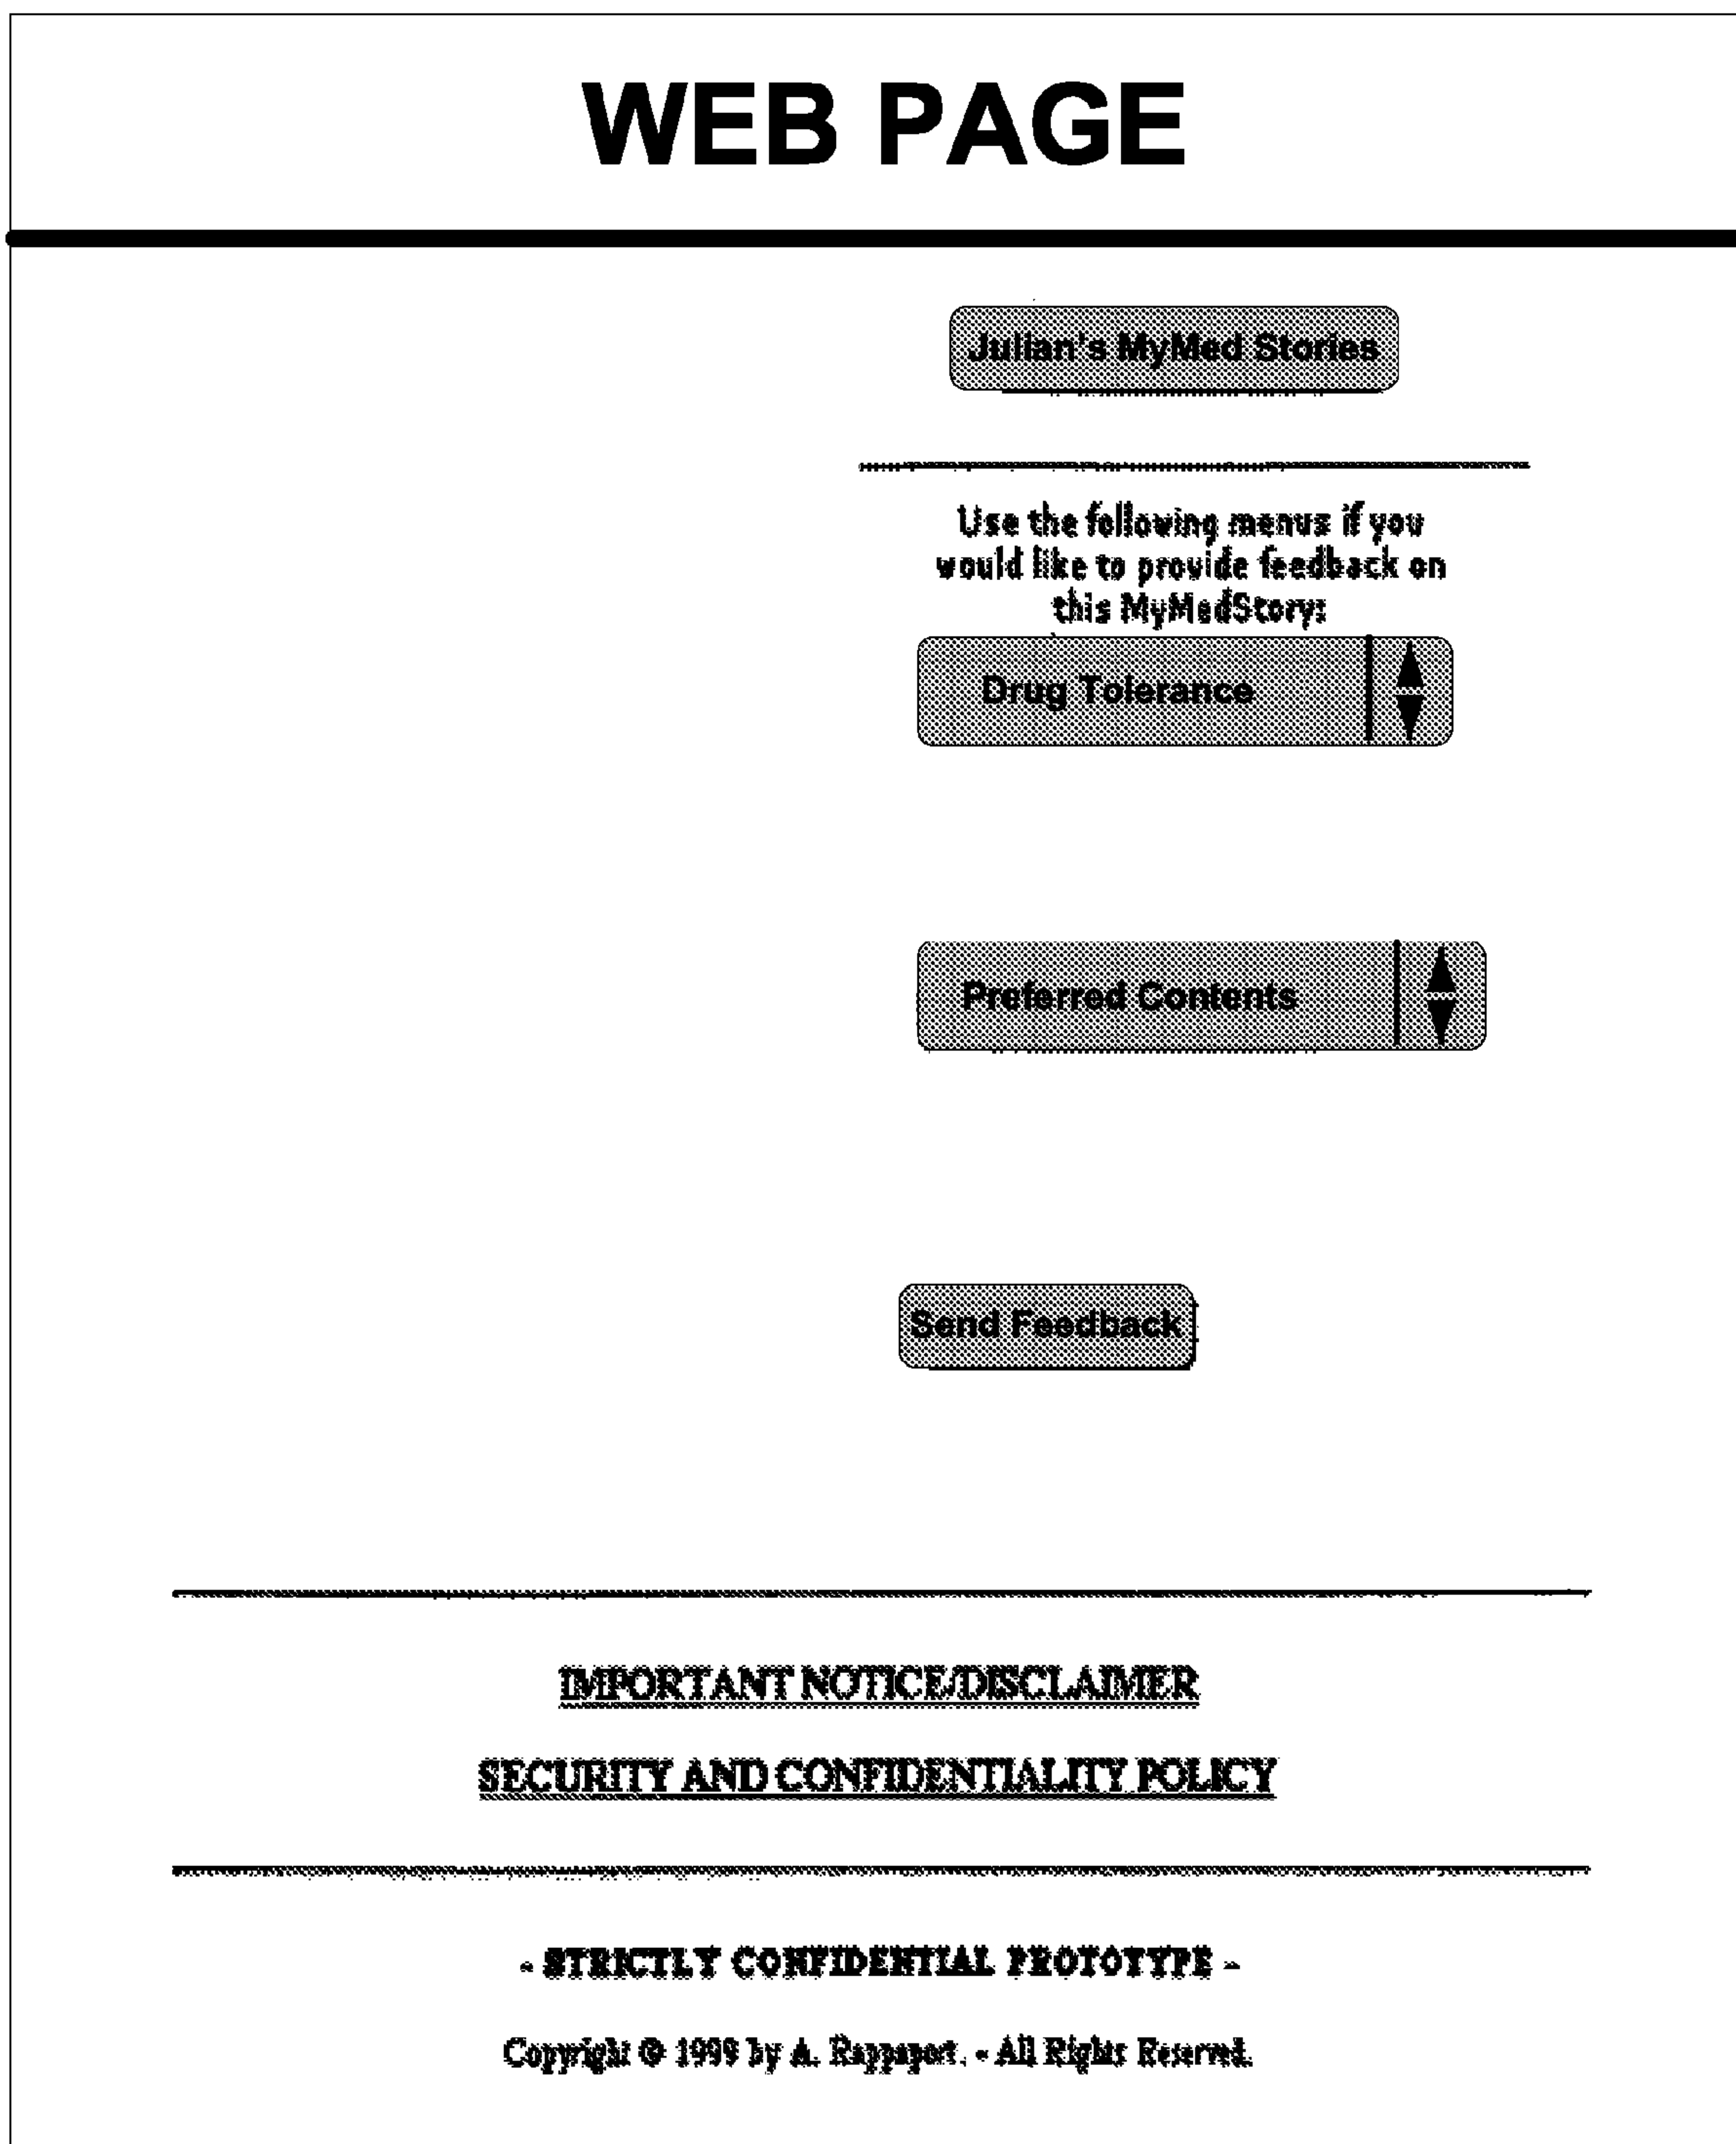 WEB PAGE
Julian's MyMed Stories
Use the following menus if you
would like to provide feedback on
this MyMedStory:
Drug Tolerance
Preferred Contents
Send Feedback
IMPORTANT NOTICE/DISCLAIMER
SECURITY AND CONFIDENTIALITY POLICY
- STRICTLY CONFIDENTIAL PROTOTYPE -
Copyright © 1999 by A. - All Rights Reserved.